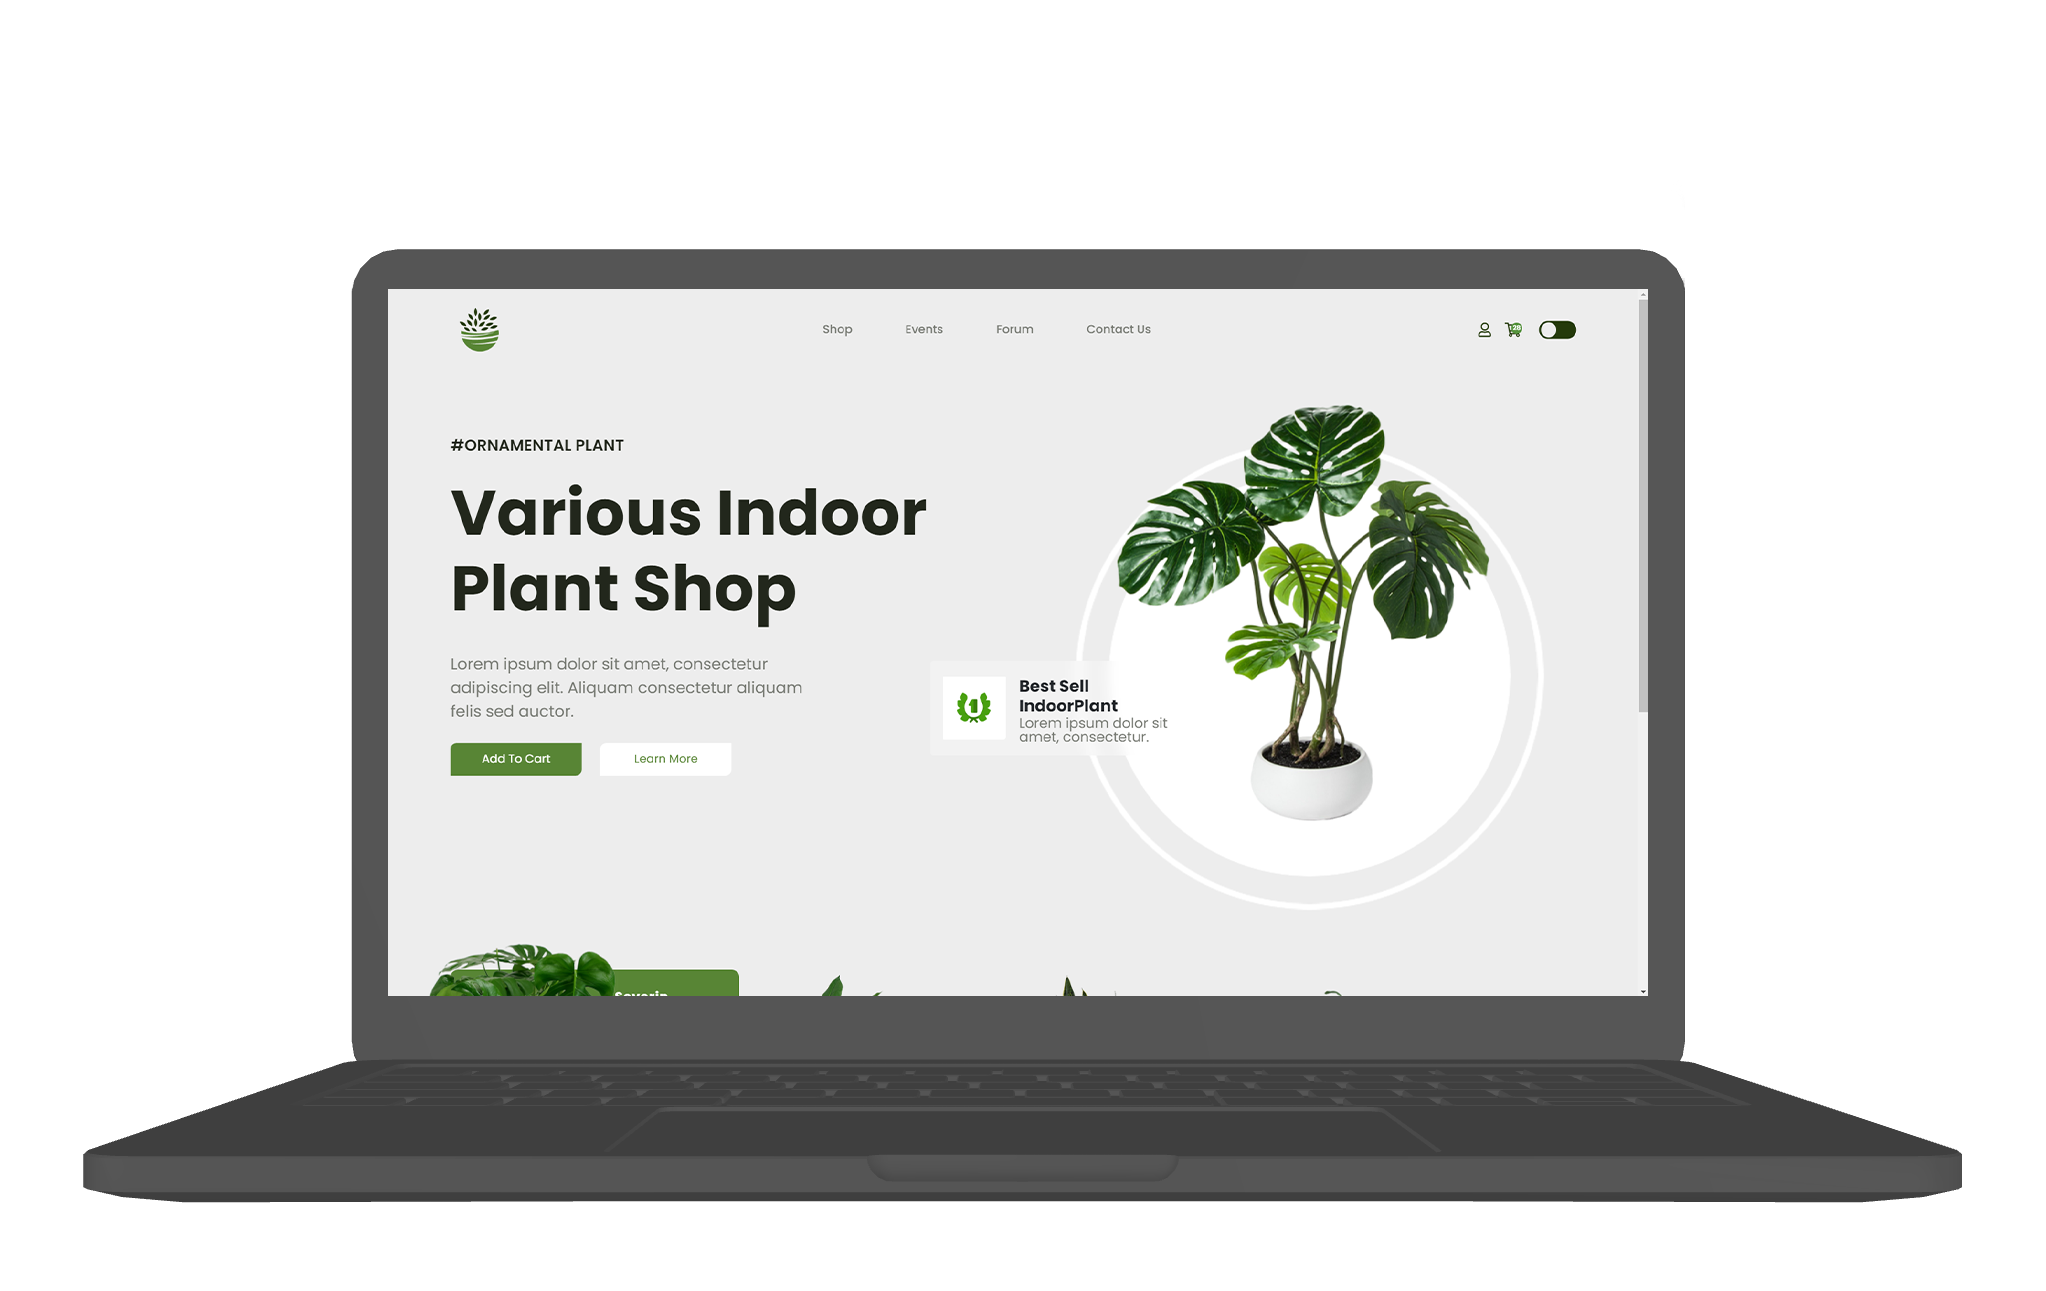 Shop Events Forum Contact Us 128
#ORNAMENTAL PLANT
Various Indoor
Plant Shop
Lorem ipsum dolor sit amet, consectetur
adipiscing elit. Aliquam consectetur aliquam
felis sed auctor.
Add To Cart Learn More
1
Best Sell
IndoorPlant
Lorem ipsum dolor sit
amet, consectetur.